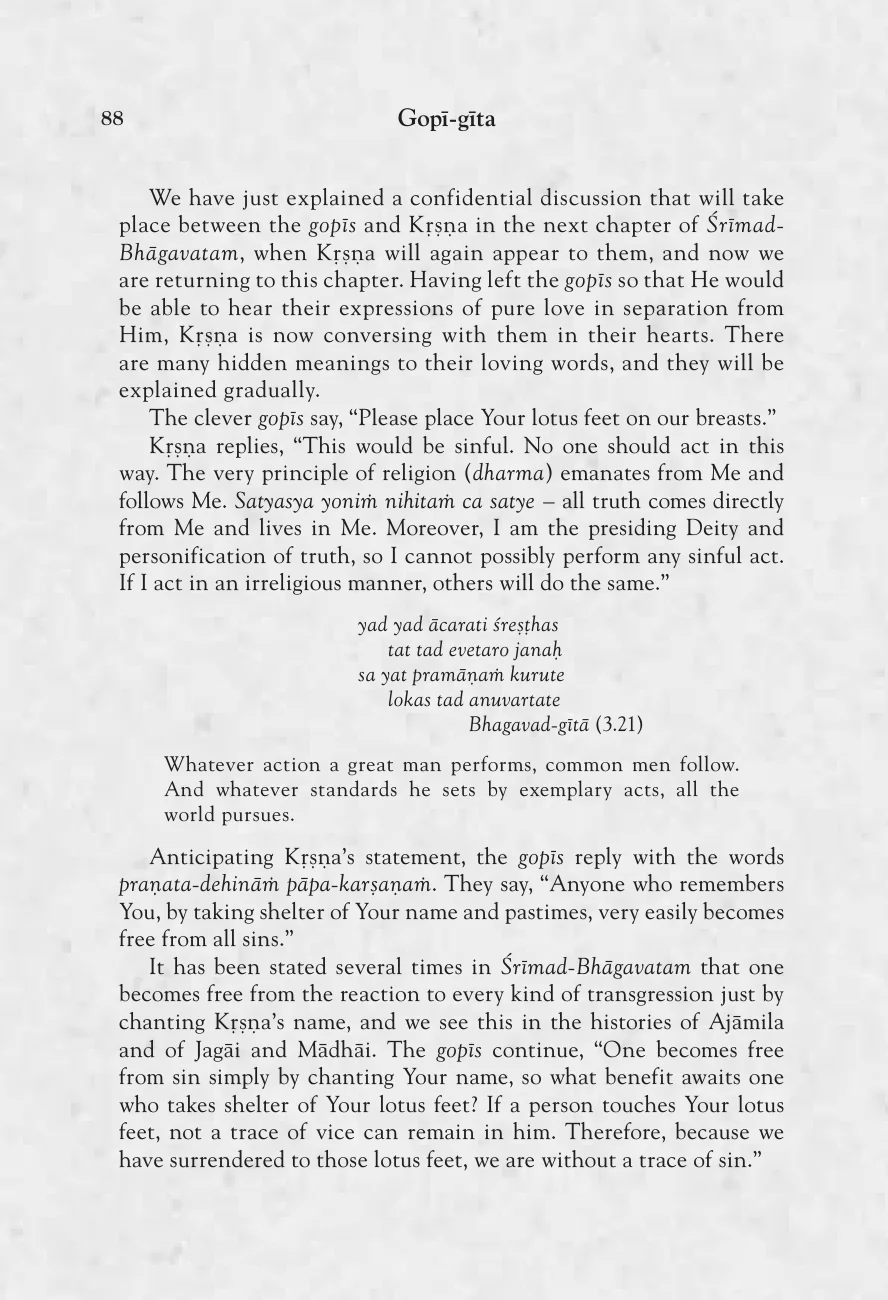 88
Gopī-gīta
We have just explained a confidential discussion that will take
place between the gopīs and Kṛṣṇa in the next chapter of Śrīmad-
Bhāgavatam, when Kṛṣṇa will again appear to them, and now we
are returning to this chapter. Having left the gopīs so that He would
be able to hear their expressions of pure love in separation from
Him, Kṛṣṇa is now conversing with them in their hearts. There
are many hidden meanings to their loving words, and they will be
explained gradually.
The clever gopīs say, “Please place Your lotus feet on our breasts.”
Kṛṣṇa replies, “This would be sinful. No one should act in this
way. The very principle of religion (dharma) emanates from Me and
follows Me. Satyasya yoniṁ nihitaṁ ca satye – all truth comes directly
from Me and lives in Me. Moreover, I am the presiding Deity and
personification of truth, so I cannot possibly perform any sinful act.
If I act in an irreligious manner, others will do the same.”
yad yad ācarati śreṣṭhas
tat tad evetaro janaḥ
sa yat pramāṇaṁ kurute
lokas tad anuvartate
Bhagavad-gītā (3.21)
Whatever action a great man performs, common men follow.
And whatever standards he sets by exemplary acts, all the
world pursues.
Anticipating Kṛṣṇa’s statement, the gopīs reply with the words
praṇata-dehināṁ pāpa-karṣaṇaṁ. They say, “Anyone who remembers
You, by taking shelter of Your name and pastimes, very easily becomes
free from all sins.”
It has been stated several times in Śrīmad-Bhāgavatam that one
becomes free from the reaction to every kind of transgression just by
chanting Kṛṣṇa’s name, and we see this in the histories of Ajāmila
and of Jagāi and Mādhāi. The gopīs continue, “One becomes free
from sin simply by chanting Your name, so what benefit awaits one
who takes shelter of Your lotus feet? If a person touches Your lotus
feet, not a trace of vice can remain in him. Therefore, because we
have surrendered to those lotus feet, we are without a trace of sin.”